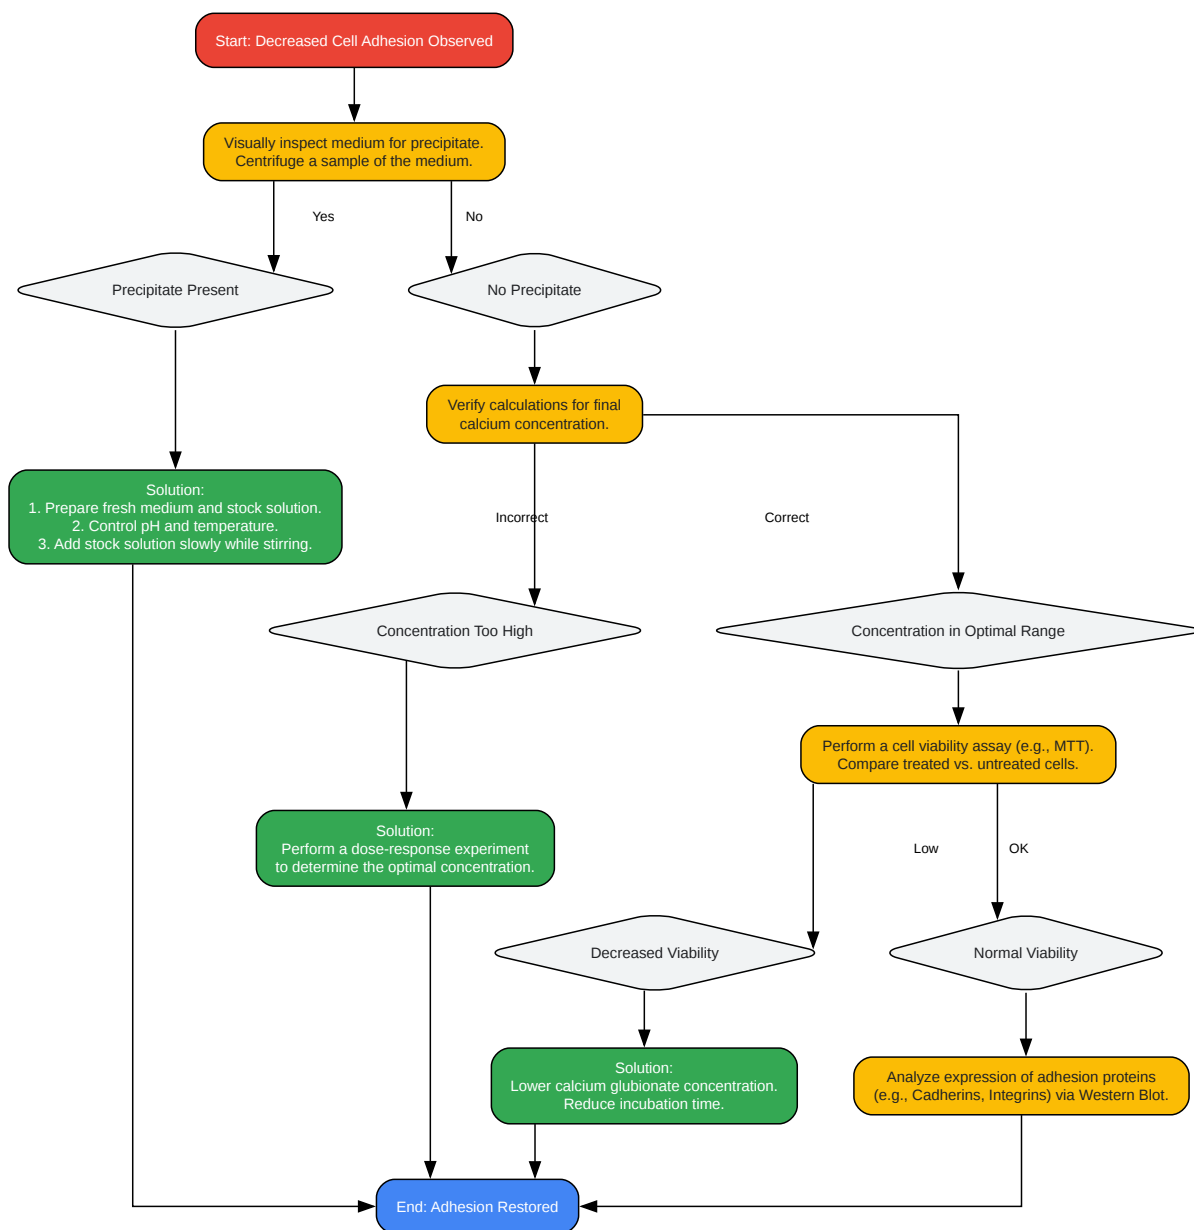 Start: Decreased Cell Adhesion Observed
Visually inspect medium for precipitate.
Centrifuge a sample of the medium.
Yes
No
Precipitate Present
No Precipitate
Verify calculations for final
calcium concentration.
Solution:
1. Prepare fresh medium and stock solution.
2. Control pH and temperature.
3. Add stock solution slowly while stirring.
Incorrect
Correct
Concentration Too High
Concentration in Optimal Range
Perform a cell viability assay (e.g., MTT).
Compare treated vs. untreated cells.
Solution:
Perform a dose-response experiment
to determine the optimal concentration.
Low
OK
Decreased Viability
Normal Viability
Solution:
Lower calcium glubionate concentration.
Reduce incubation time.
Analyze expression of adhesion proteins
(e.g., Cadherins, Integrins) via Western Blot.
End: Adhesion Restored